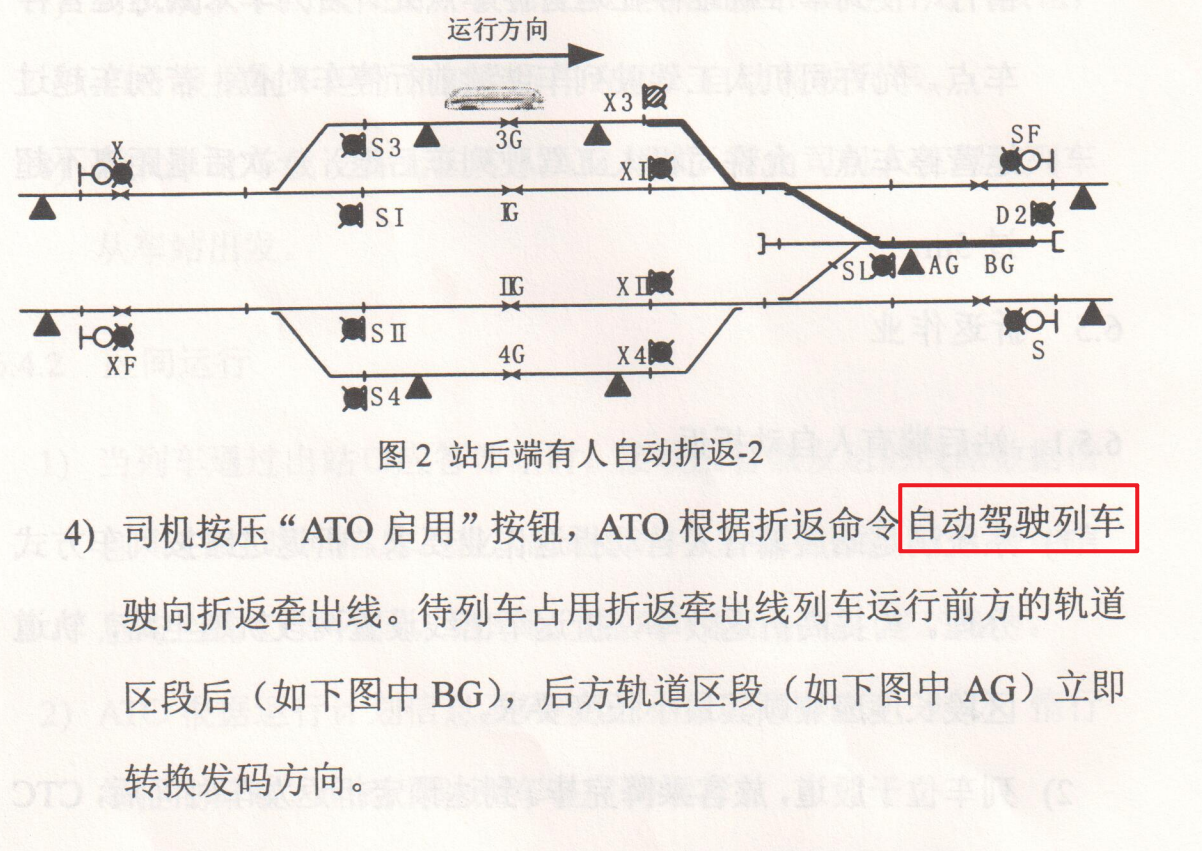 运行方向
X3
S3
3G
SF
X
SI
IG
XI
D2
SL
AG BG
IIG
XII
SII
XF
S
4G
X4
S4
图 2 站后端有人自动折返-2
4) 司机按压“ATO 启用”按钮，ATO 根据折返命令自动驾驶列车
驶向折返牵出线。待列车占用折返牵出线列车运行前方的轨道
区段后（如下图中 BG），后方轨道区段（如下图中 AG）立即
转换发码方向。